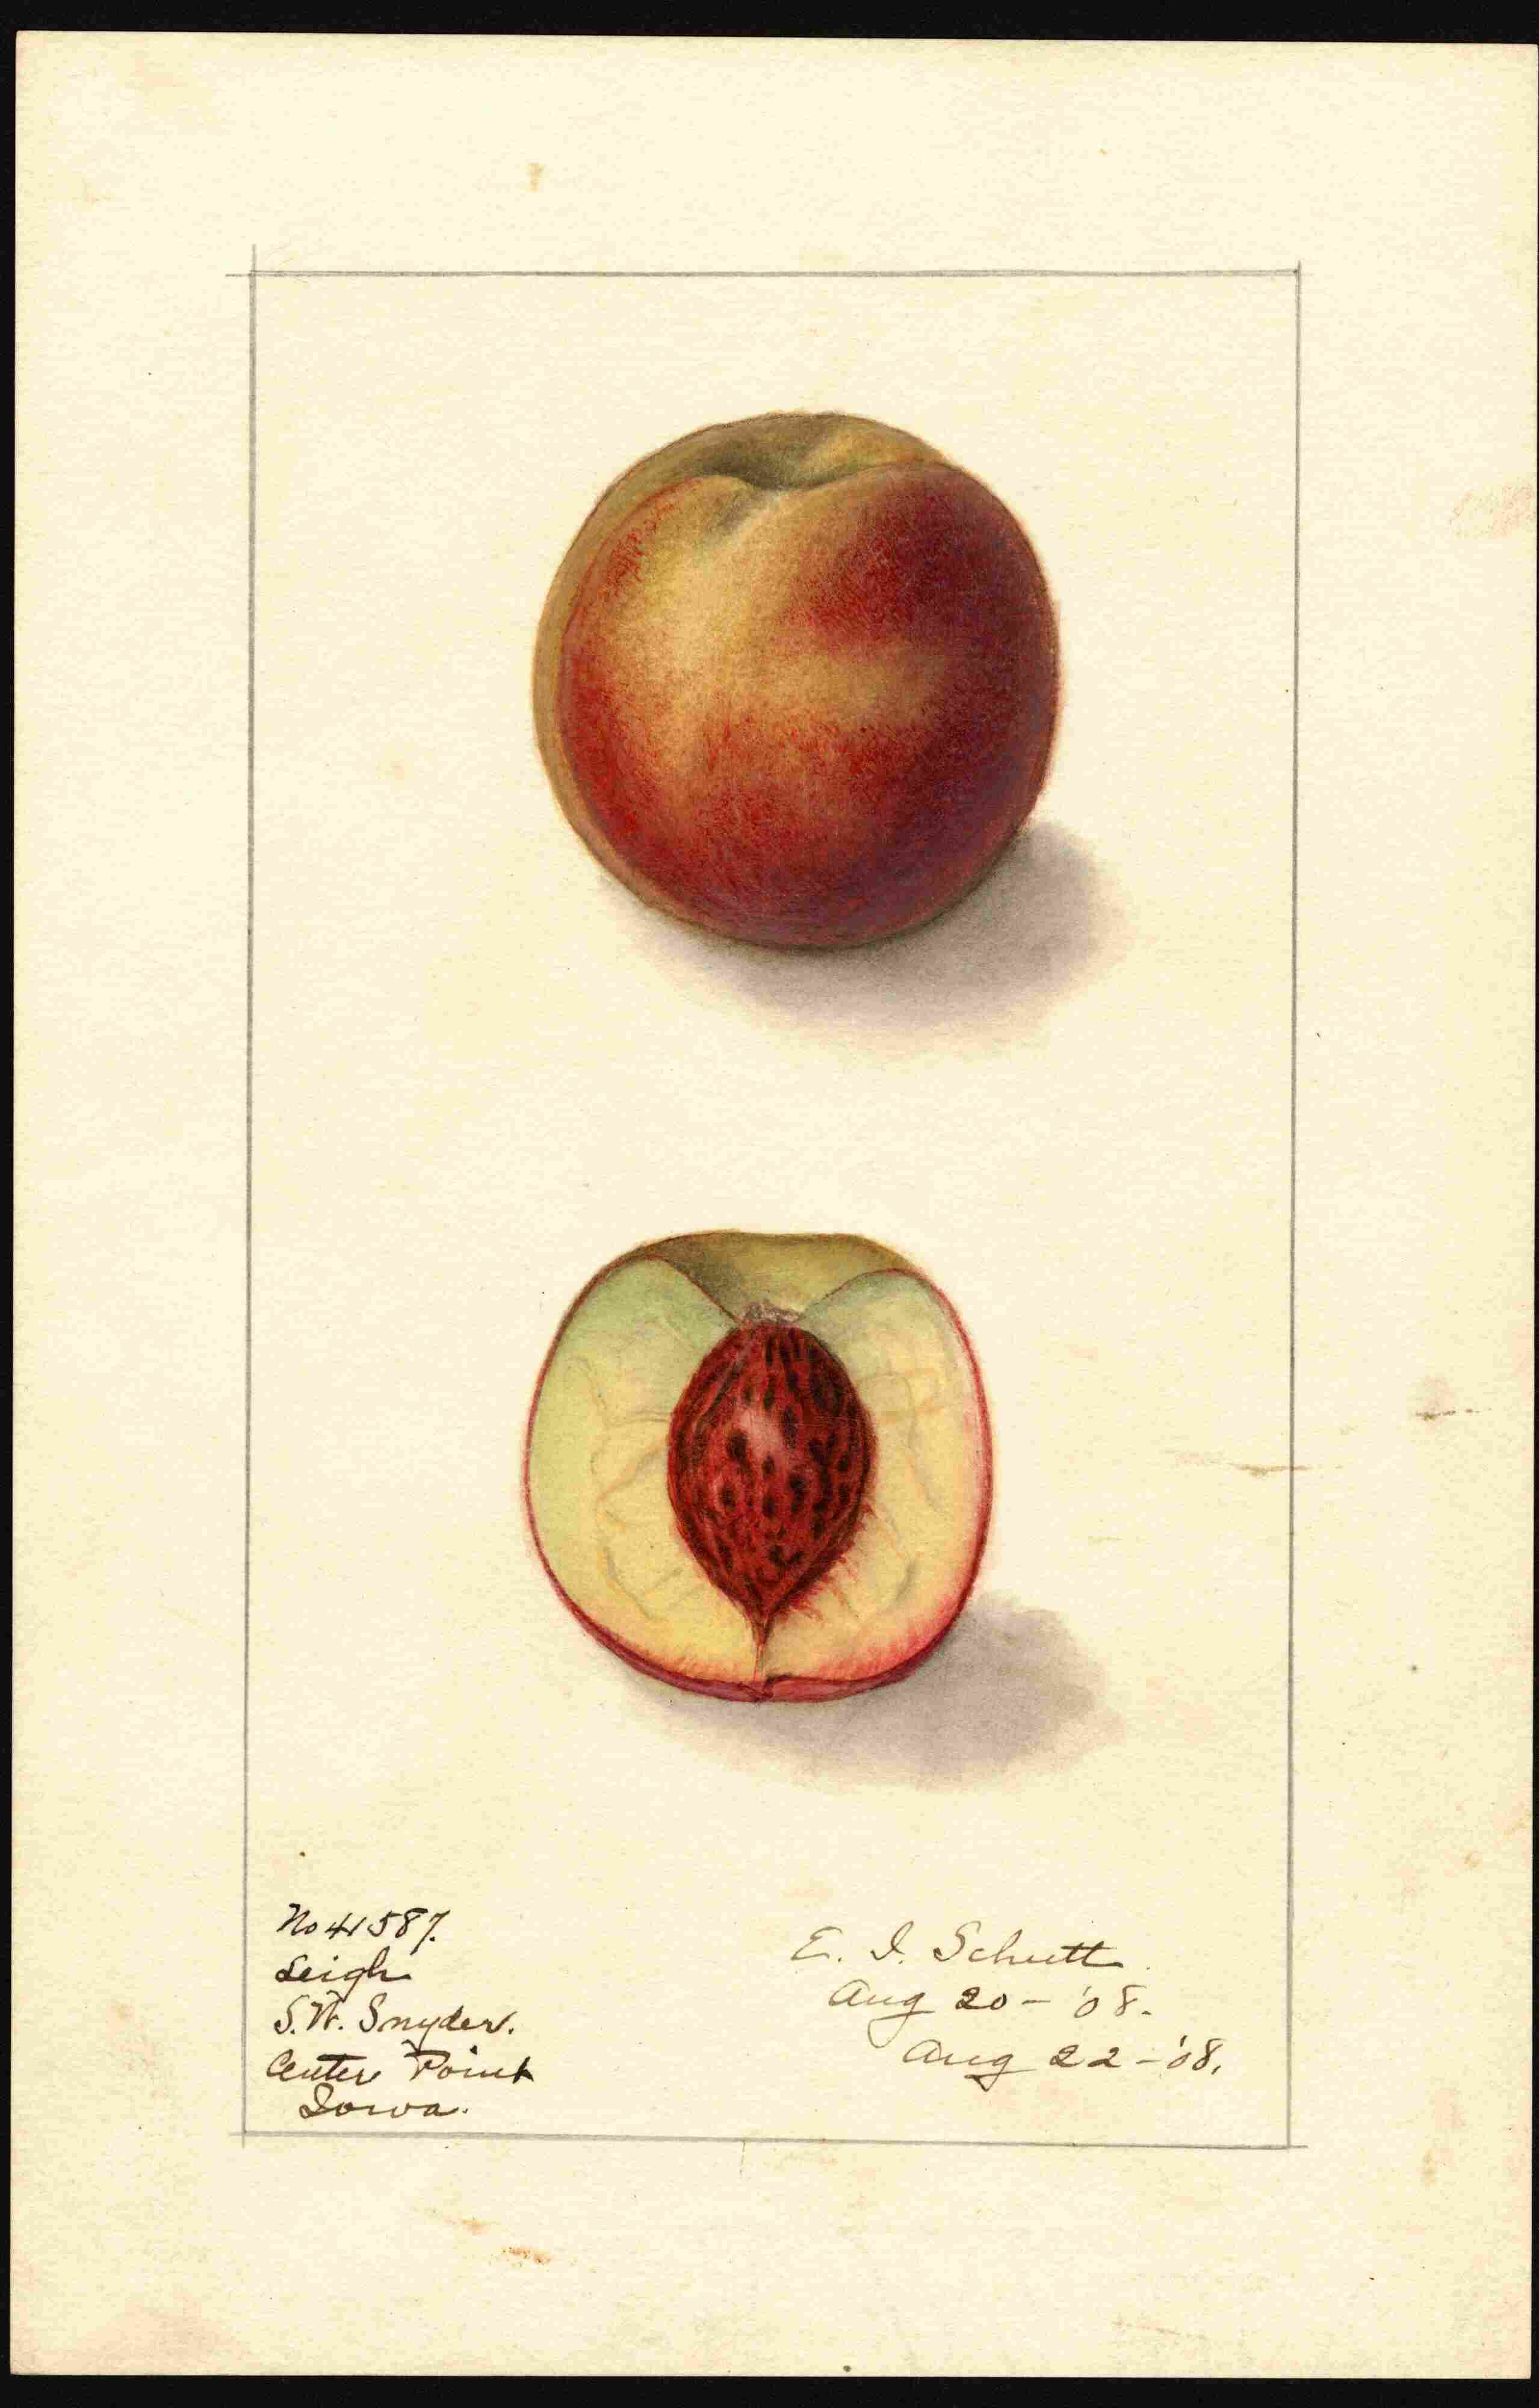 No 41587.
Leigh
S.W. Snyder.
Center Point
Iowa.
E. I. Schutt.
Aug 20 - '08.
Aug 22 - '08.